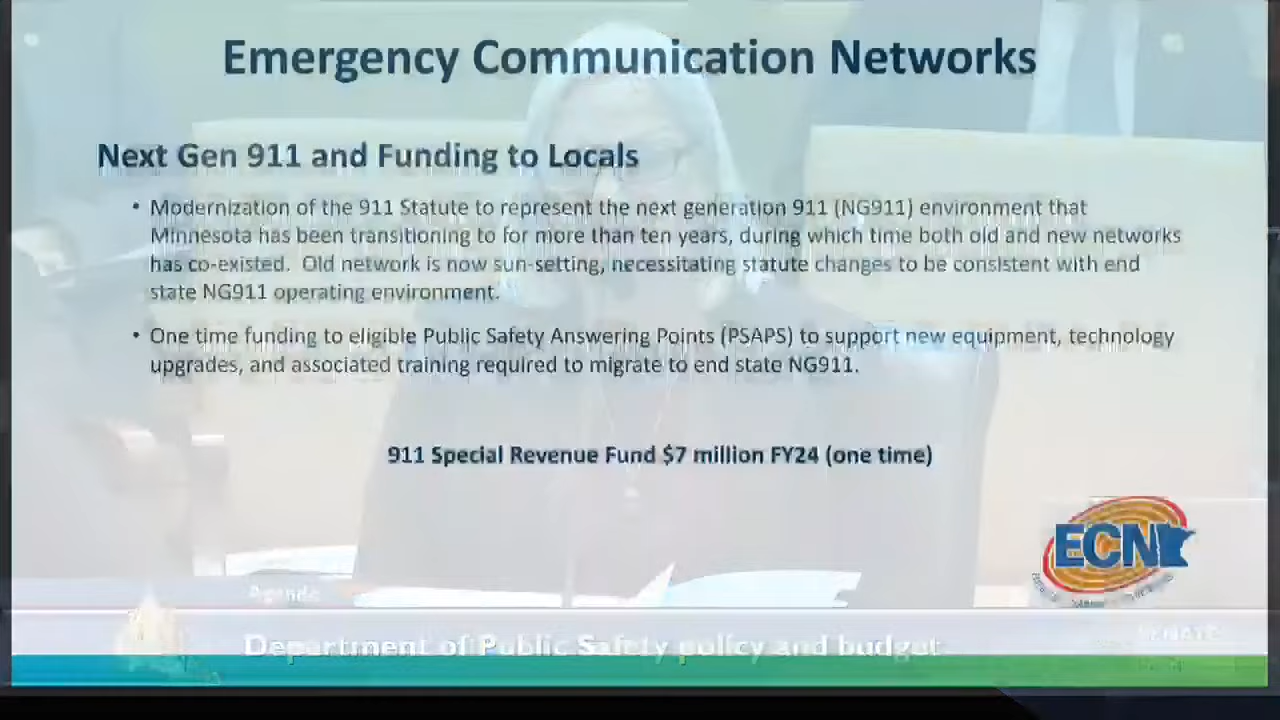 Emergency Communication Networks
Next Gen 911 and Funding to Locals
• Modernization of the 911 Statute to represent the next generation 911 (NG911) environment that
Minnesota has been transitioning to for more than ten years, during which time both old and new networks
has co-existed. Old network is now sun-setting, necessitating statute changes to be consistent with end
state NG911 operating environment.
• One time funding to eligible Public Safety Answering Points (PSAPS) to support new equipment, technology
upgrades, and associated training required to migrate to end state NG911.
911 Special Revenue Fund $7 million FY24 (one time)
ECN
Agenda
Department of Public Safety policy and budget
SENATE